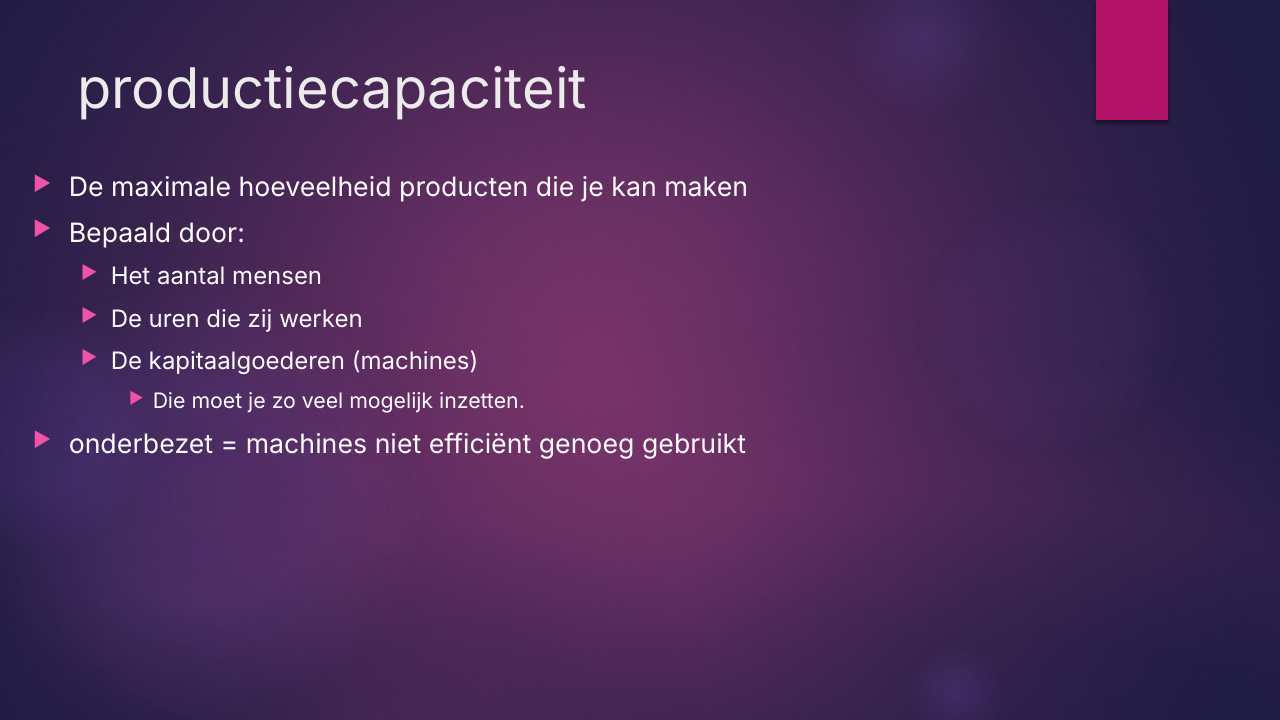 productiecapaciteit
De maximale hoeveelheid producten die je kan maken
Bepaald door:
Het aantal mensen
De uren die zij werken
De kapitaalgoederen (machines)
Die moet je zo veel mogelijk inzetten.
onderbezet = machines niet efficiënt genoeg gebruikt